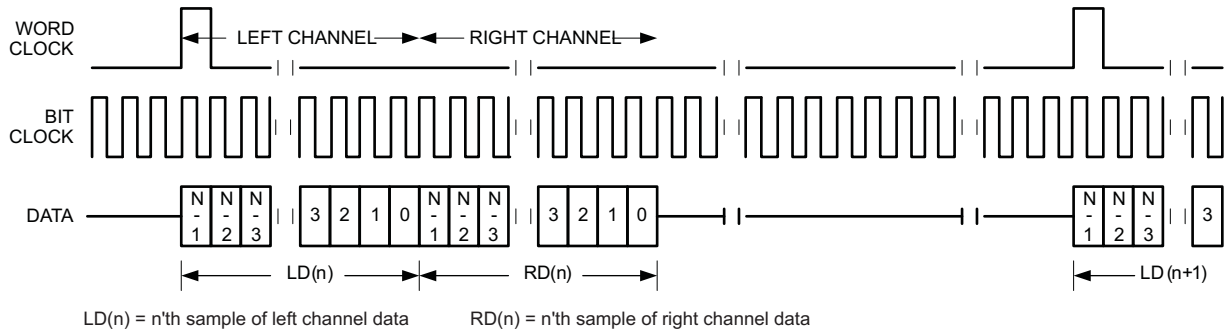 WORD
CLOCK
LEFT CHANNEL
RIGHT CHANNEL
BIT
CLOCK
DATA
N-1 N-2 N-3 3 2 1 0 N-1 N-2 N-3 3 2 1 0 N-1 N-2 N-3 3
LD(n) RD(n) LD(n+1)
LD(n) = n'th sample of left channel data RD(n) = n'th sample of right channel data